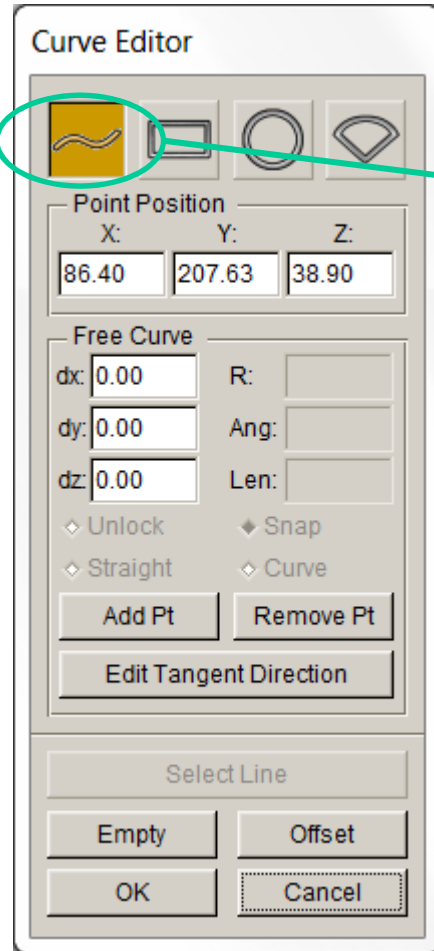 Curve Editor
Point Position
X: Y: Z:
86.40 207.63 38.90
Free Curve
dx: 0.00 R:
dy: 0.00 Ang:
dz: 0.00 Len:
Unlock Snap
Straight Curve
Add Pt Remove Pt
Edit Tangent Direction
Select Line
Empty Offset
OK Cancel